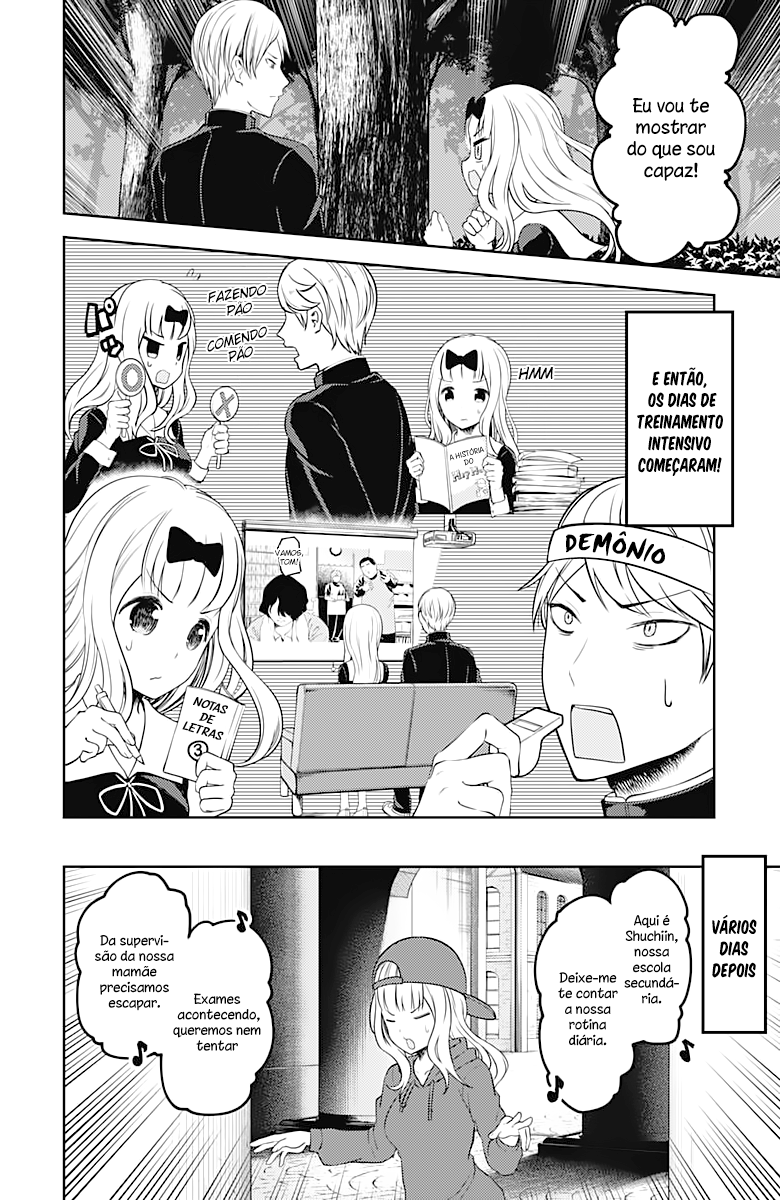 Eu vou te
mostrar
do que sou
capaz!
E ENTÃO,
OS DIAS DE
TREINAMENTO
INTENSIVO
COMEÇARAM!
HMM
A HISTÓRIA
DO
FAZENDO
PÃO
COMENDO
PÃO
DEMÔNIO
VAMOS,
TOM!
NOTAS
DE
LETRAS
3
VÁRIOS
DIAS
DEPOIS
Aqui é
Shuchiin,
nossa
escola
secundá-
ria.
Deixe-me
te contar
a nossa
rotina
diária.
Exames
acontecendo,
queremos nem
tentar
Da supervi-
são da nossa
mamãe
precisamos
escapar.